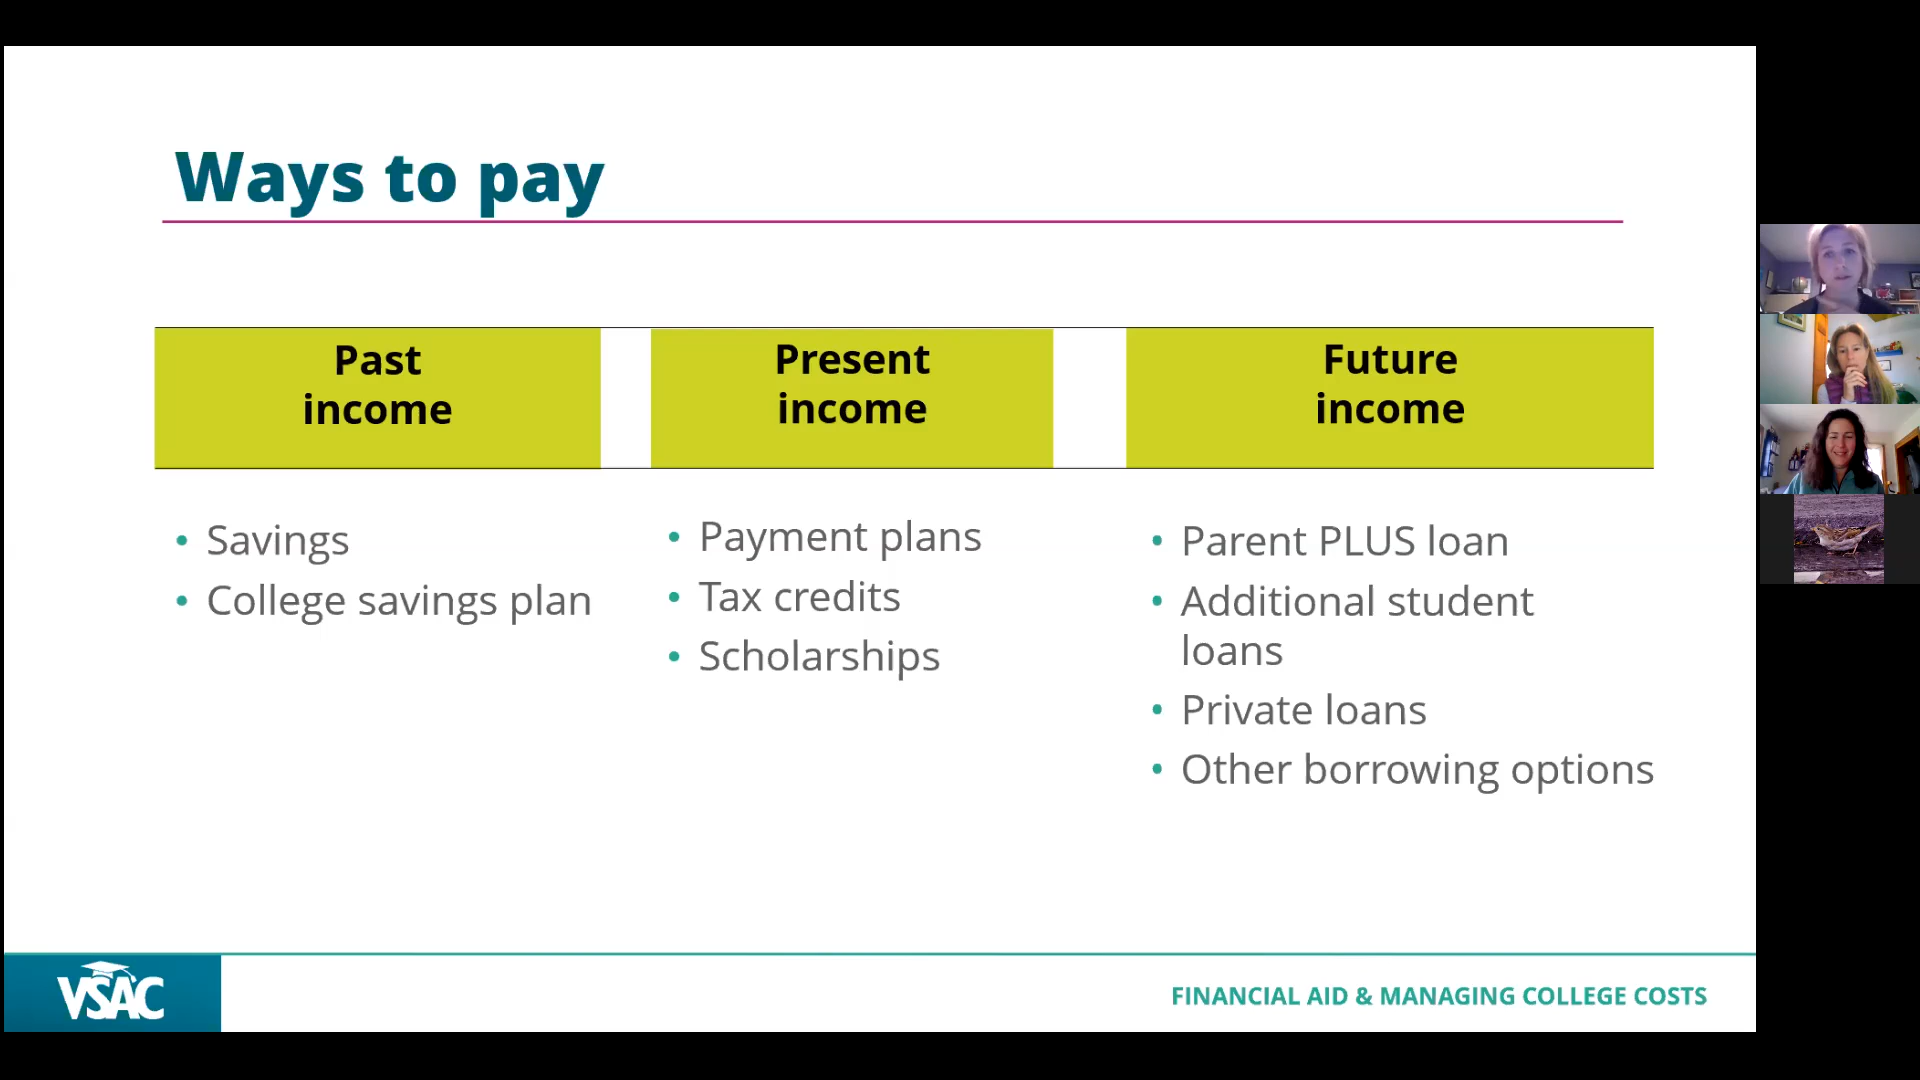 Ways to pay
Past
income
Present
income
Future
income
• Savings
• College savings plan
• Payment plans
• Tax credits
• Scholarships
• Parent PLUS loan
• Additional student
loans
• Private loans
• Other borrowing options
VSAC
FINANCIAL AID & MANAGING COLLEGE COSTS